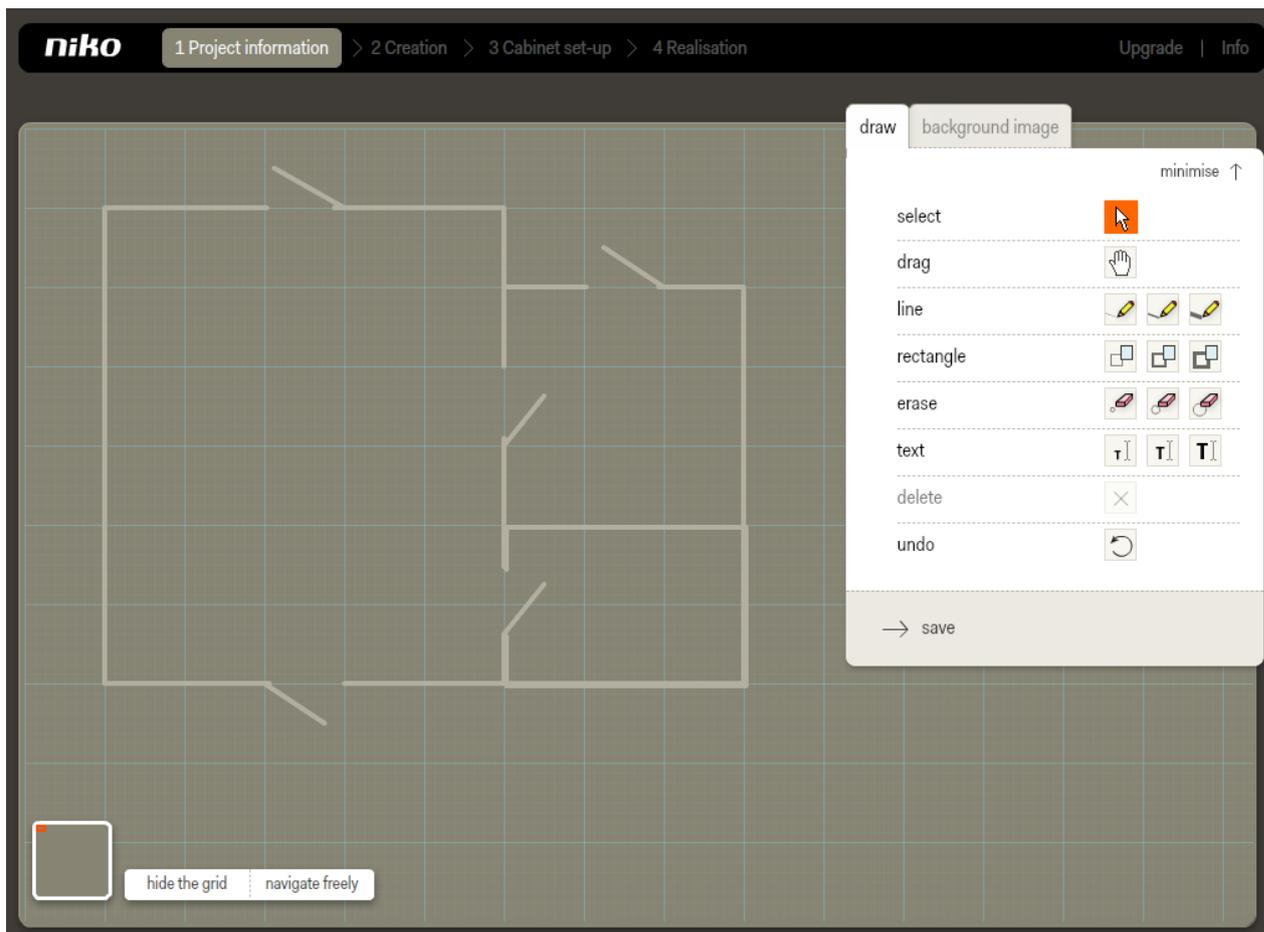 niko 1 Project information 2 Creation 3 Cabinet set-up 4 Realisation Upgrade | Info
draw background image
minimise
select
drag
line
rectangle
erase
text T T T
delete
undo
save
hide the grid navigate freely